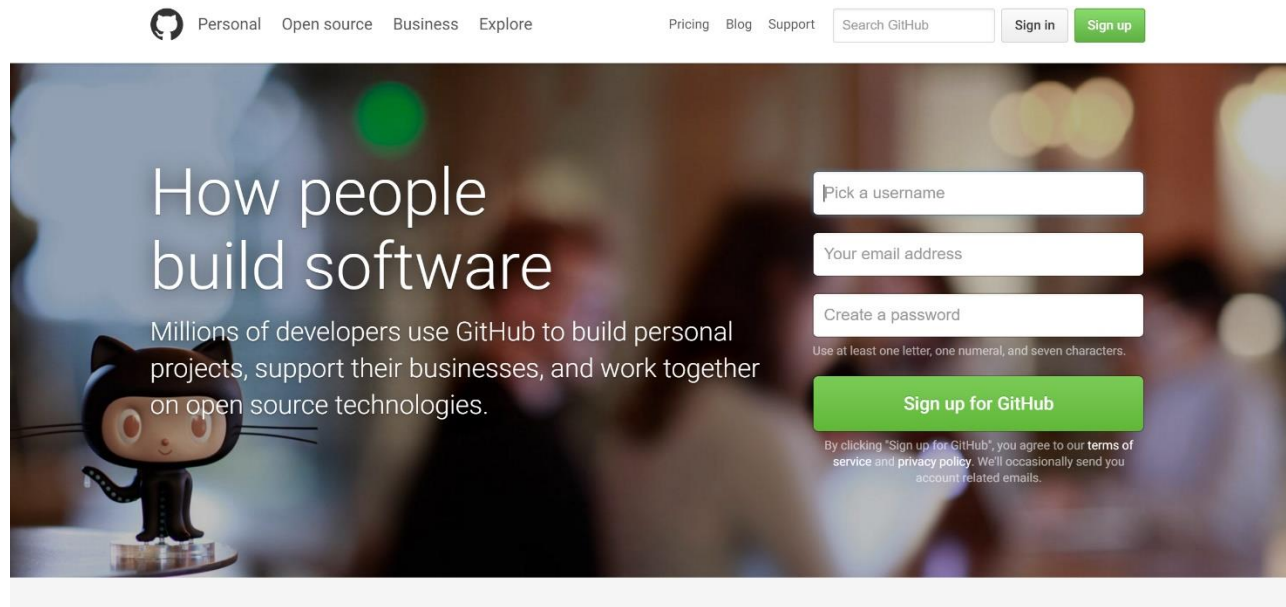 Personal Open source Business Explore Pricing Blog Support Search GitHub Sign in Sign up
How people
build software
Millions of developers use GitHub to build personal
projects, support their businesses, and work together
on open source technologies.
Pick a username
Your email address
Create a password
Use at least one letter, one numeral, and seven characters.
Sign up for GitHub
By clicking "Sign up for GitHub", you agree to our terms of
service and privacy policy. We'll occasionally send you
account related emails.